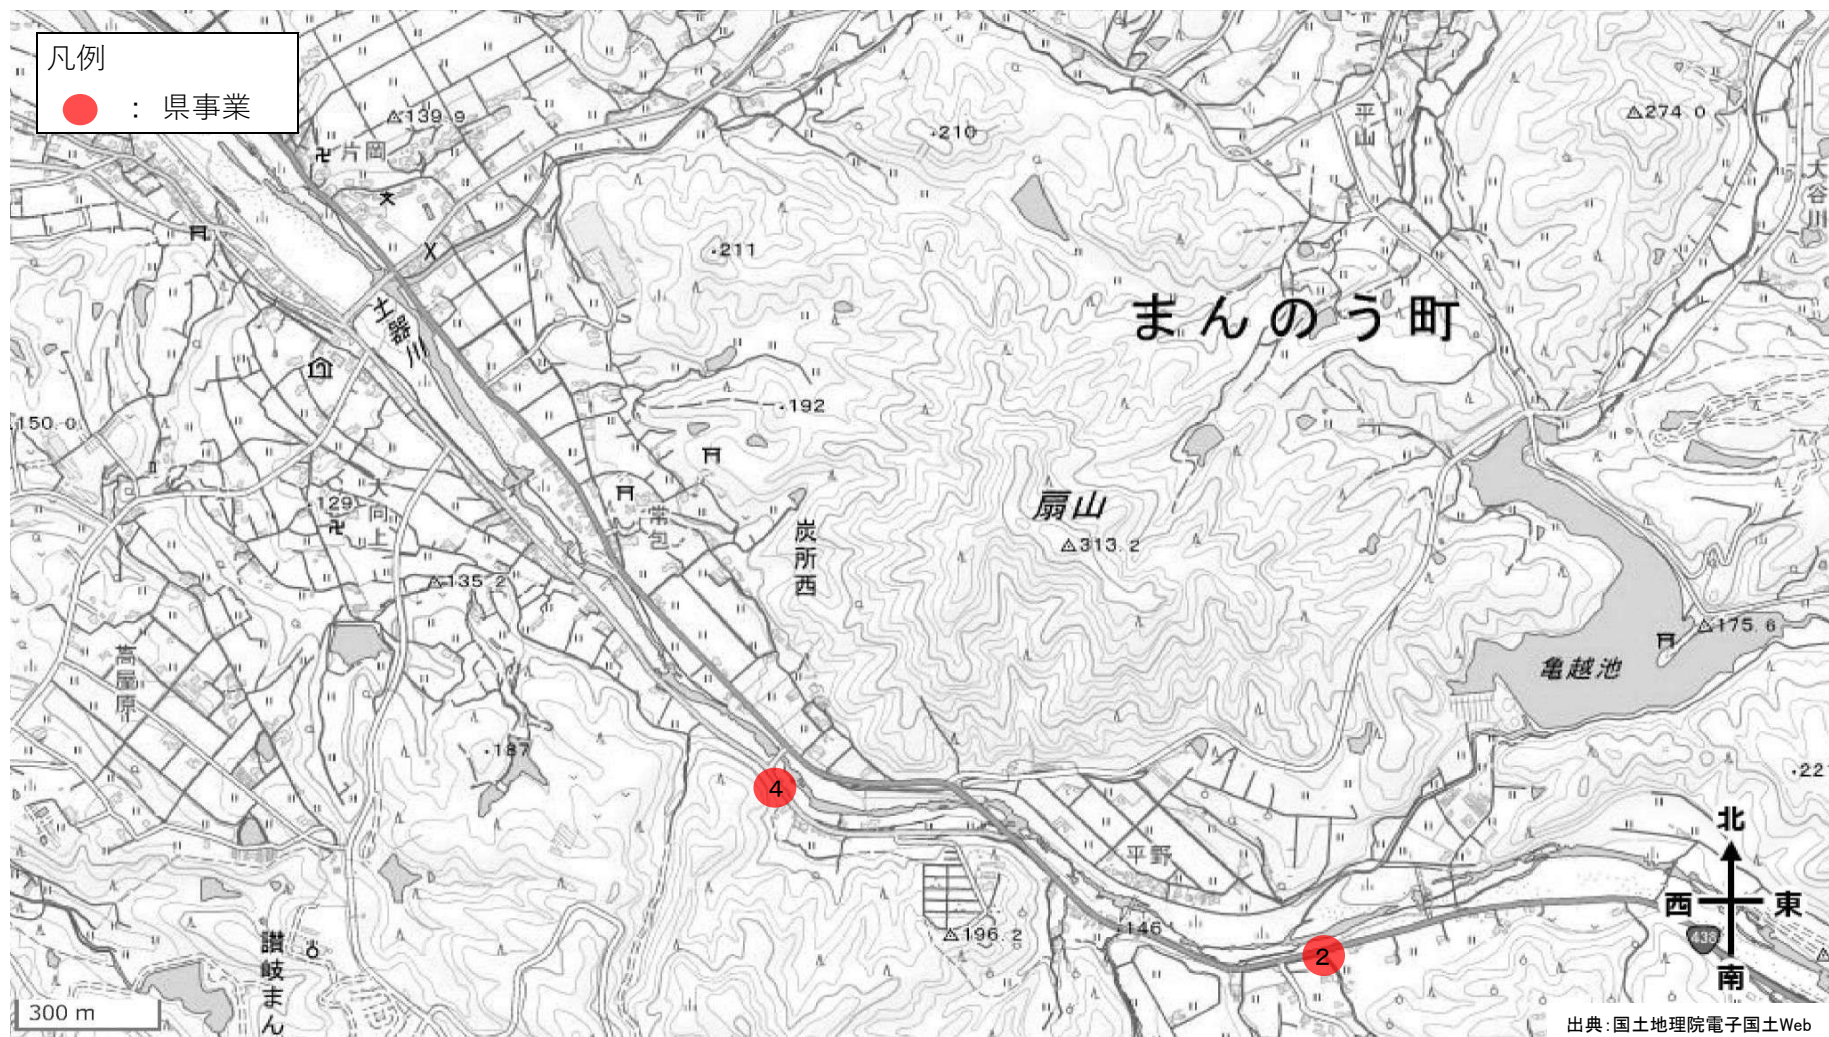 凡例
： 県事業
139.9
片岡
210
平山
274.0
大谷川
211
土器川
まんのう町
192
150.0
扇山
313.2
129
大向上
常包
炭所西
135.2
175.6
亀越池
高屋原
187
4
22
北
平野
西 東
146
196.2
438
2
南
讃岐まん
300 m
出典：国土地理院電子国土Web